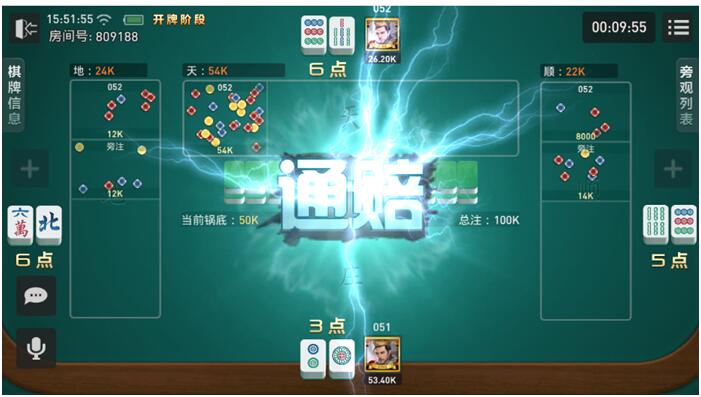 15:51:55 开牌阶段
房间号: 809188
052
26.20K
6点
00:09:55
棋牌信息
旁观列表
地: 24K
天: 54K
顺: 22K
052
12K
旁注
12K
052
54K
052
8000
旁注
14K
天
通赔
当前锅底: 50K
总注: 100K
庄
六萬 北
6点
5点
3点
051
53.40K